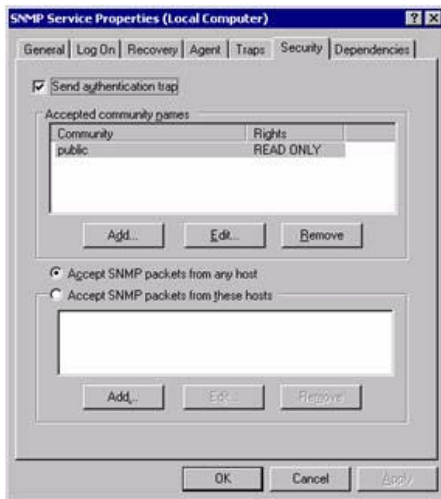 SNMP Service Properties (Local Computer)
General Log On Recovery Agent Traps Security Dependencies
Send authentication trap
Accepted community names
Community Rights
public READ ONLY
Add... Edit... Remove
Accept SNMP packets from any host
Accept SNMP packets from these hosts
Add... Edit... Remove
OK Cancel Apply